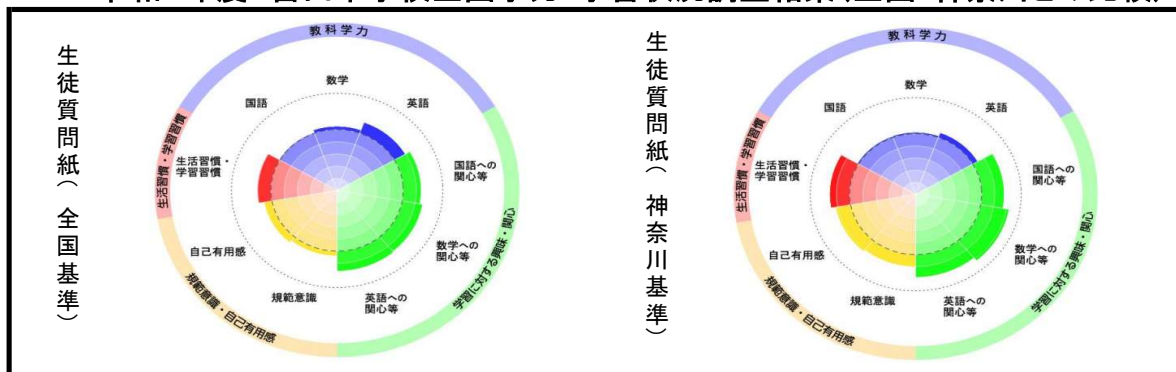 生徒質問紙（全国基準）
教科学力
数学
国語
英語
生活習慣・学習習慣
生活習慣・
学習習慣
国語への
関心等
自己有用感
数学への
関心等
規範意識
英語への
関心等
規範意識・自己有用感
学習に対する興味・関心
生徒質問紙（神奈川基準）
教科学力
数学
国語
英語
生活習慣・学習習慣
生活習慣・
学習習慣
国語への
関心等
自己有用感
数学への
関心等
規範意識
英語への
関心等
規範意識・自己有用感
学習に対する興味・関心